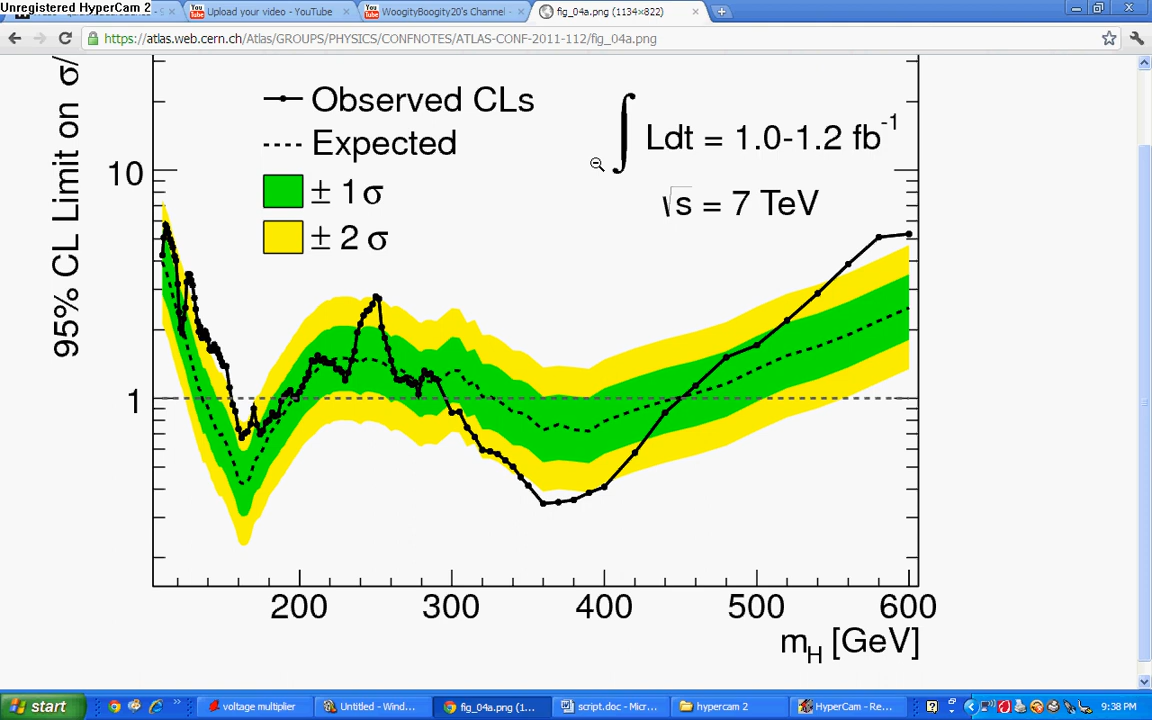 Unregistered HyperCam 2
Upload your video - YouTube
WoogityBoogity20's Channel -
fig_04a.png (1134×822)
https://atlas.web.cern.ch/Atlas/GROUPS/PHYSICS/CONFNOTES/ATLAS-CONF-2011-112/fig_04a.png
95% CL Limit on σ/
Observed CLs
Expected
± 1 σ
± 2 σ
∫ Ldt = 1.0-1.2 fb⁻¹
√s = 7 TeV
10
1
200 300 400 500 600
m_H [GeV]
start
voltage multiplier
Untitled - Wind...
fig_04a.png (1...
script.doc - Micr...
hypercam 2
HyperCam - Re...
9:38 PM